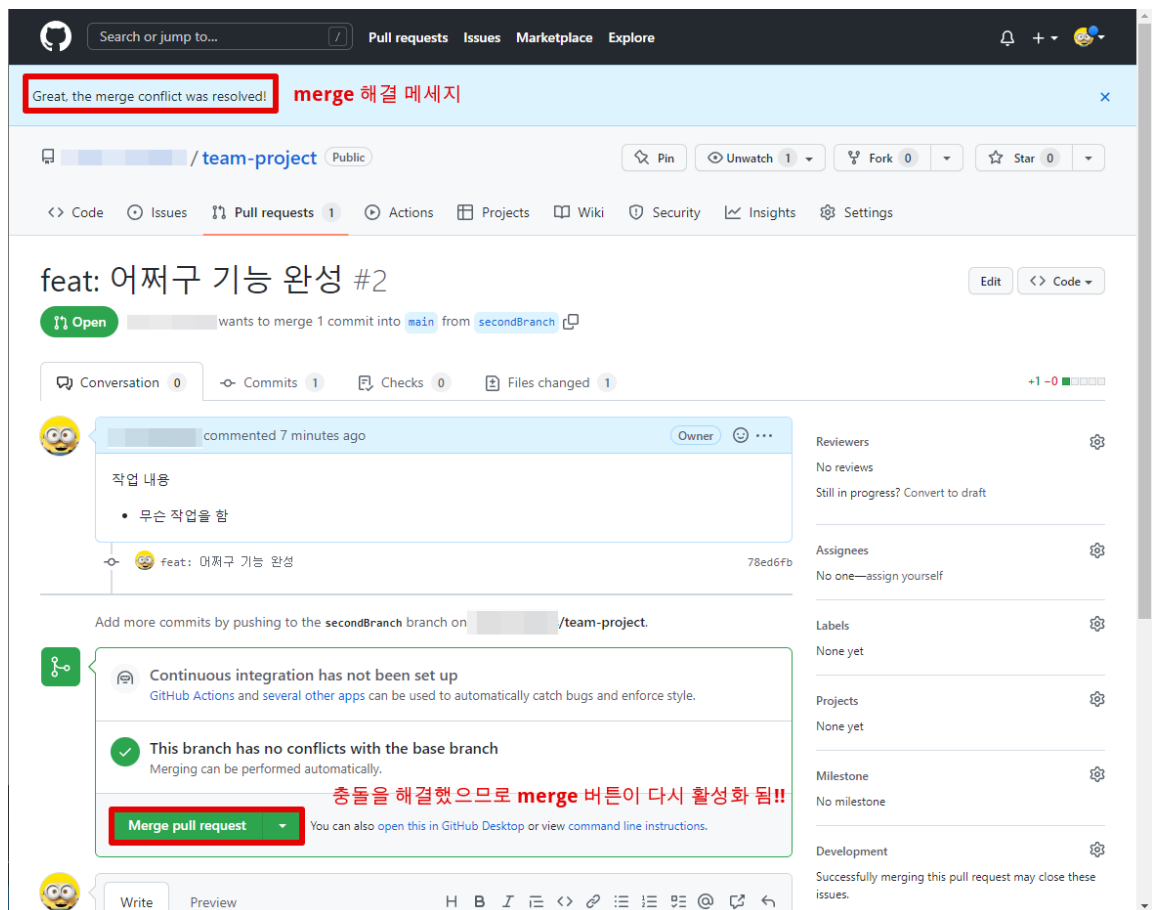 Search or jump to... /
Pull requests Issues Marketplace Explore
Great, the merge conflict was resolved! merge 해결 메세지
/ team-project Public
Pin Unwatch 1 Fork 0 Star 0
Code Issues Pull requests 1 Actions Projects Wiki Security Insights Settings
feat: 어쩌구 기능 완성 #2
Edit Code
Open wants to merge 1 commit into main from secondBranch
Conversation 0 Commits 1 Checks 0 Files changed 1 +1 −0
commented 7 minutes ago Owner
작업 내용
• 무슨 작업을 함
feat: 어쩌구 기능 완성 78ed6fb
Reviewers
No reviews
Still in progress? Convert to draft
Assignees
No one—assign yourself
Labels
None yet
Projects
None yet
Milestone
No milestone
Development
Successfully merging this pull request may close these
issues.
Add more commits by pushing to the secondBranch branch on /team-project.
Continuous integration has not been set up
GitHub Actions and several other apps can be used to automatically catch bugs and enforce style.
This branch has no conflicts with the base branch
Merging can be performed automatically.
충돌을 해결했으므로 merge 버튼이 다시 활성화 됨!!
Merge pull request You can also open this in GitHub Desktop or view command line instructions.
Write Preview H B I